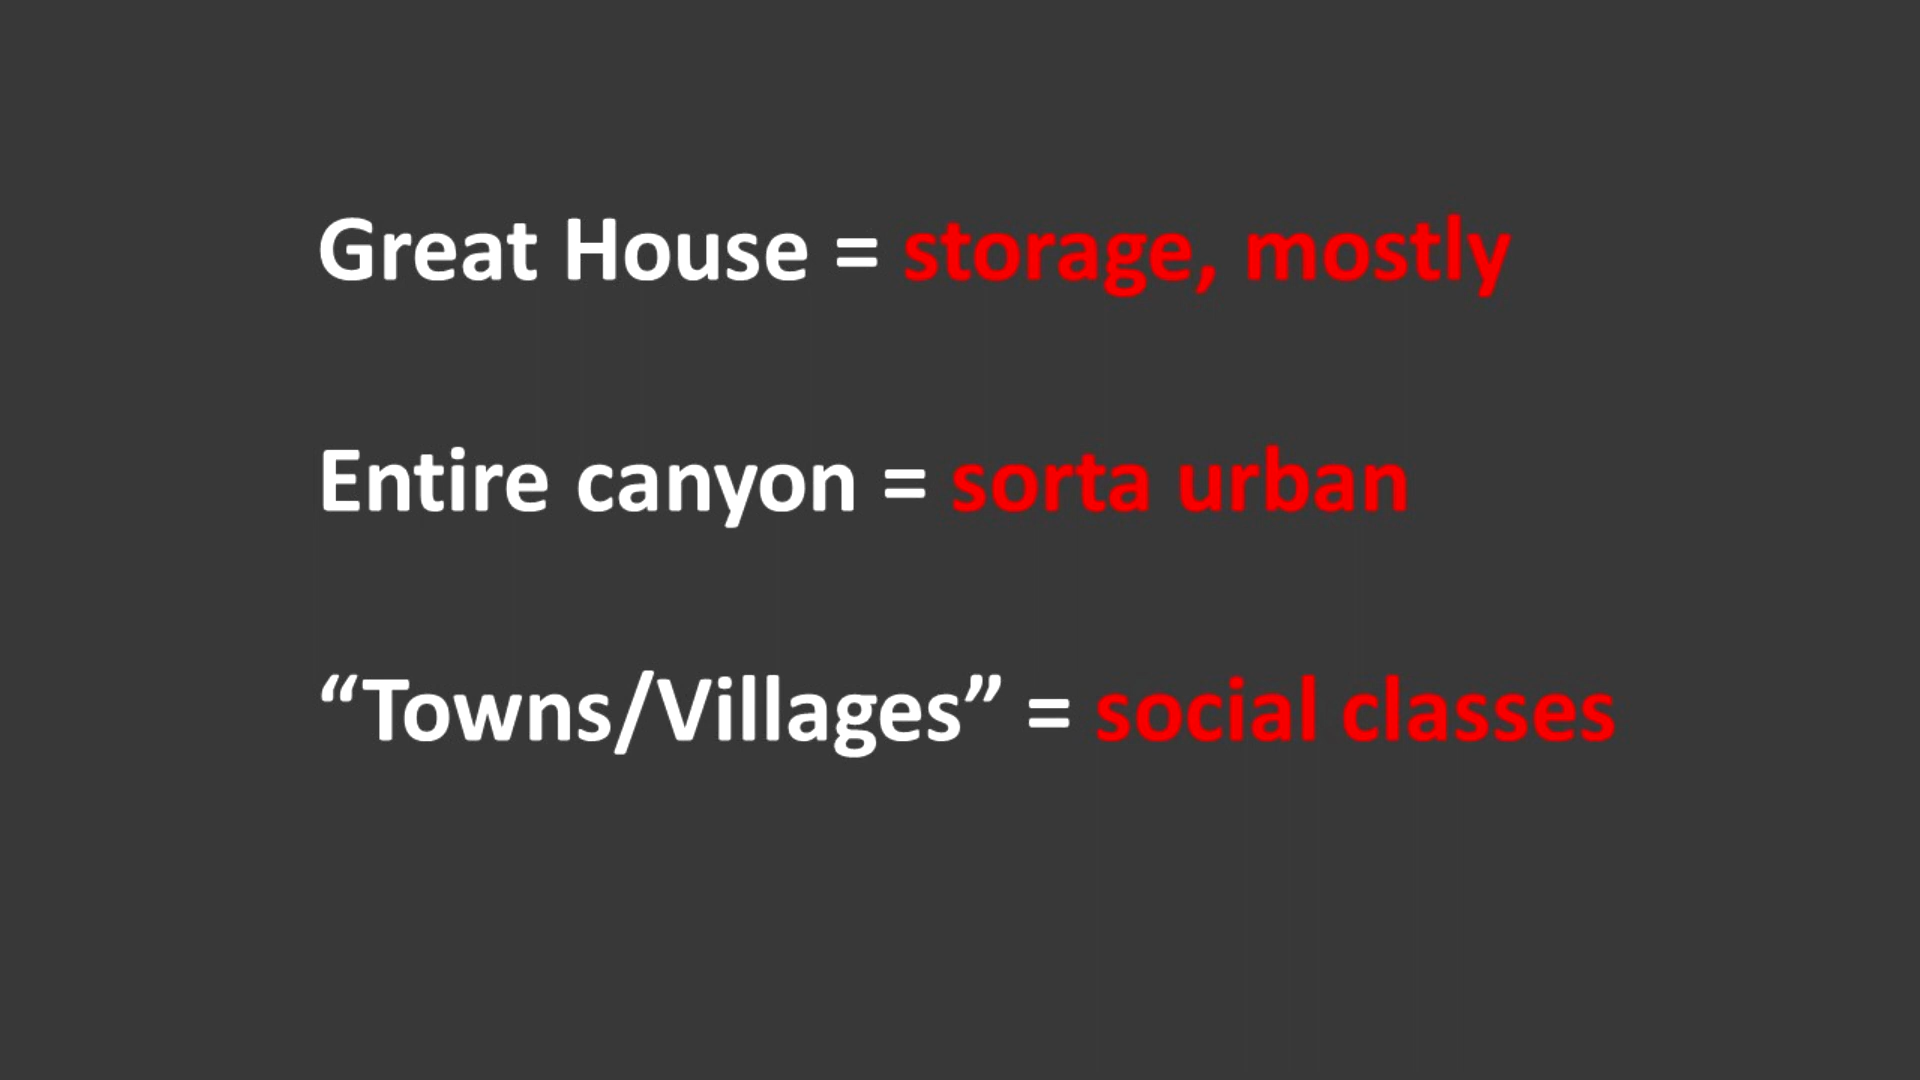 Great House = storage, mostly
Entire canyon = sorta urban
“Towns/Villages” = social classes